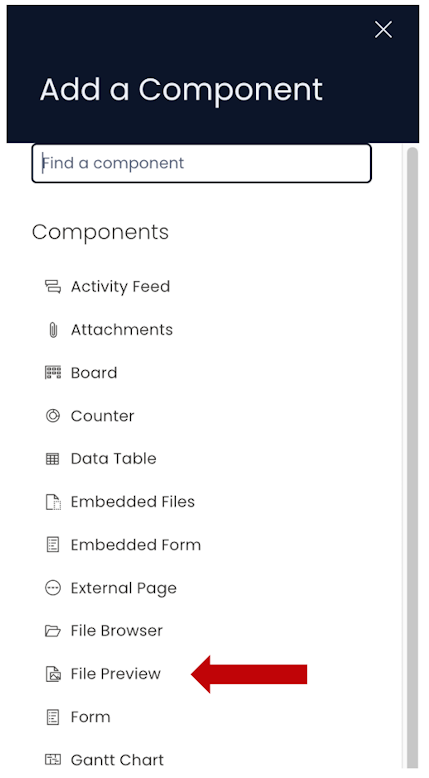 Add a Component
Find a component
Components
Activity Feed
Attachments
Board
Counter
Data Table
Embedded Files
Embedded Form
External Page
File Browser
File Preview
Form
Gantt Chart